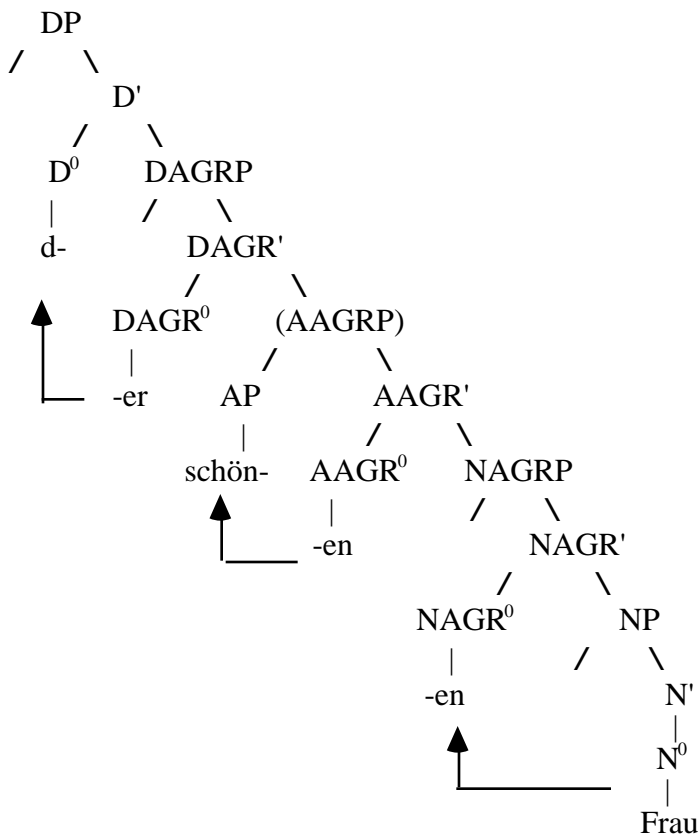 DP
D'
D⁰ DAGRP
d- DAGR'
DAGR⁰ (AAGRP)
-er AP AAGR'
schön- AAGR⁰ NAGRP
-en NAGR'
NAGR⁰ NP
-en N'
N⁰
Frau